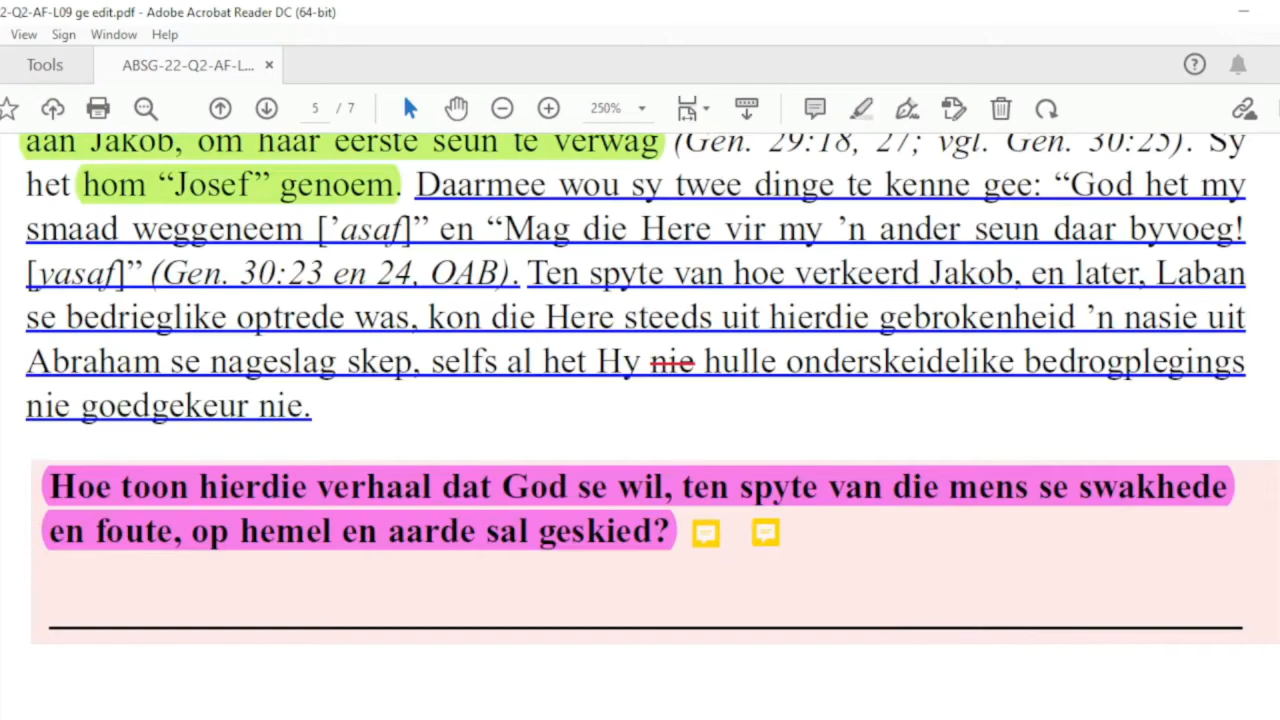 2-Q2-AF-L09 ge edit.pdf - Adobe Acrobat Reader DC (64-bit)
View Sign Window Help
Tools ABSG-22-Q2-AF-L... ×
5 / 7 250%
aan Jakob, om haar eerste seun te verwag (Gen. 29:18, 27; vgl. Gen. 30:25). Sy
het hom “Josef” genoem. Daarmee wou sy twee dinge te kenne gee: “God het my
smaad weggeneem [’asaf]” en “Mag die Here vir my ’n ander seun daar byvoeg!
[yasaf]” (Gen. 30:23 en 24, OAB). Ten spyte van hoe verkeerd Jakob, en later, Laban
se bedrieglike optrede was, kon die Here steeds uit hierdie gebrokenheid ’n nasie uit
Abraham se nageslag skep, selfs al het Hy nie hulle onderskeidelike bedrogplegings
nie goedgekeur nie.
Hoe toon hierdie verhaal dat God se wil, ten spyte van die mens se swakhede
en foute, op hemel en aarde sal geskied?